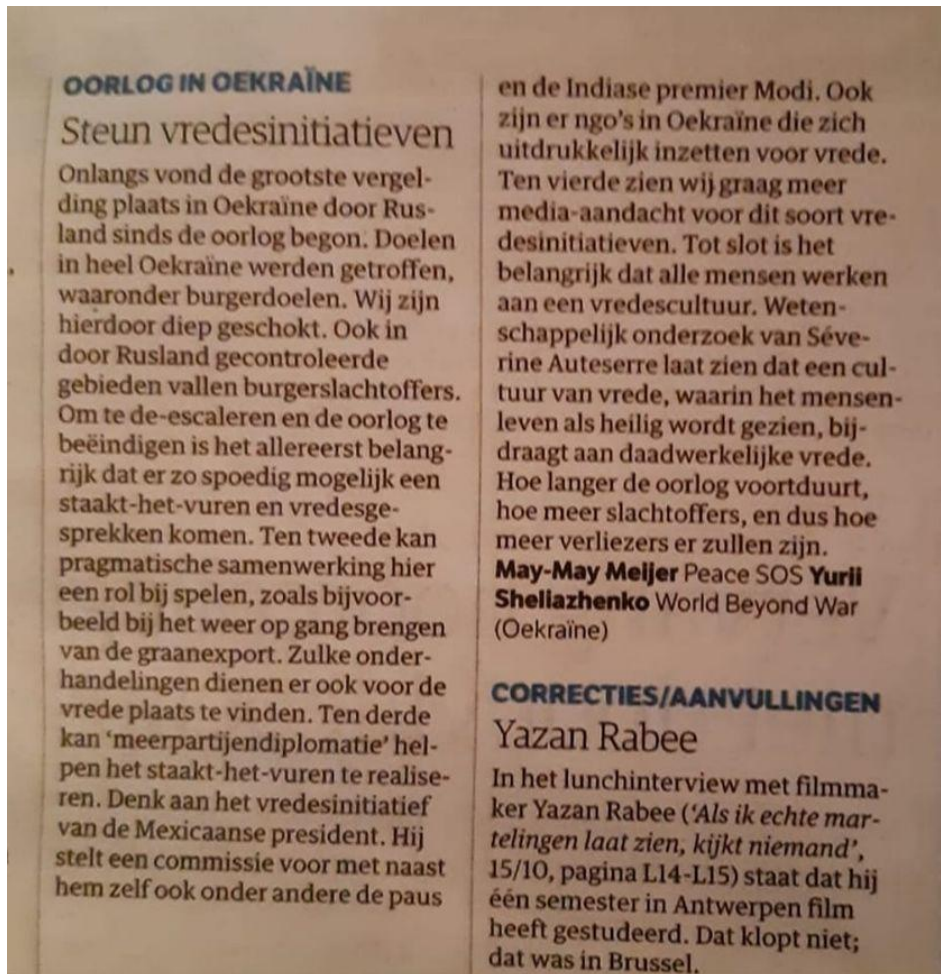 OORLOG IN OEKRAÏNE
Steun vredesinitiatieven
Onlangs vond de grootste vergel-
ding plaats in Oekraïne door Rus-
land sinds de oorlog begon. Doelen
in heel Oekraïne werden getroffen,
waaronder burgerdoelen. Wij zijn
hierdoor diep geschokt. Ook in
door Rusland gecontroleerde
gebieden vallen burgerslachtoffers.
Om te de-escaleren en de oorlog te
beëindigen is het allereerst belang-
rijk dat er zo spoedig mogelijk een
staakt-het-vuren en vredesge-
sprekken komen. Ten tweede kan
pragmatische samenwerking hier
een rol bij spelen, zoals bijvoor-
beeld bij het weer op gang brengen
van de graanexport. Zulke onder-
handelingen dienen er ook voor de
vrede plaats te vinden. Ten derde
kan ‘meerpartijendiplomatie’ hel-
pen het staakt-het-vuren te realise-
ren. Denk aan het vredesinitiatief
van de Mexicaanse president. Hij
stelt een commissie voor met naast
hem zelf ook onder andere de paus
en de Indiase premier Modi. Ook
zijn er ngo’s in Oekraïne die zich
uitdrukkelijk inzetten voor vrede.
Ten vierde zien wij graag meer
media-aandacht voor dit soort vre-
desinitiatieven. Tot slot is het
belangrijk dat alle mensen werken
aan een vredescultuur. Weten-
schappelijk onderzoek van Séve-
rine Auteserre laat zien dat een cul-
tuur van vrede, waarin het mensen-
leven als heilig wordt gezien, bij-
draagt aan daadwerkelijke vrede.
Hoe langer de oorlog voortduurt,
hoe meer slachtoffers, en dus hoe
meer verliezers er zullen zijn.
May-May Meijer Peace SOS Yurii
Sheliazhenko World Beyond War
(Oekraïne)
CORRECTIES/AANVULLINGEN
Yazan Rabee
In het lunchinterview met filmma-
ker Yazan Rabee (‘Als ik echte mar-
telingen laat zien, kijkt niemand’,
15/10, pagina L14-L15) staat dat hij
één semester in Antwerpen film
heeft gestudeerd. Dat klopt niet;
dat was in Brussel.